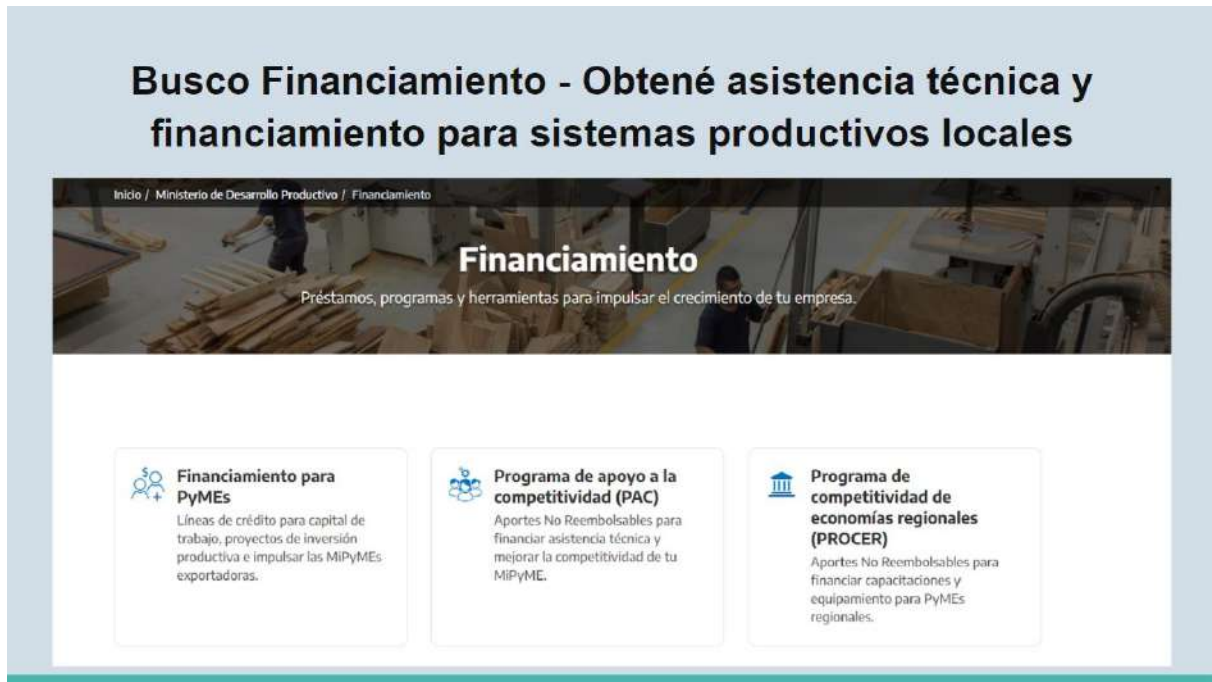 Busco Financiamiento - Obtené asistencia técnica y
financiamiento para sistemas productivos locales
Inicio / Ministerio de Desarrollo Productivo / Financiamiento
Financiamiento
Préstamos, programas y herramientas para impulsar el crecimiento de tu empresa.
Financiamiento para
PyMEs
Líneas de crédito para capital de
trabajo, proyectos de inversión
productiva e impulsar las MiPyMEs
exportadoras.
Programa de apoyo a la
competitividad (PAC)
Aportes No Reembolsables para
financiar asistencia técnica y
mejorar la competitividad de tu
MiPyME.
Programa de
competitividad de
economías regionales
(PROCER)
Aportes No Reembolsables para
financiar capacitaciones y
equipamiento para PyMEs
regionales.